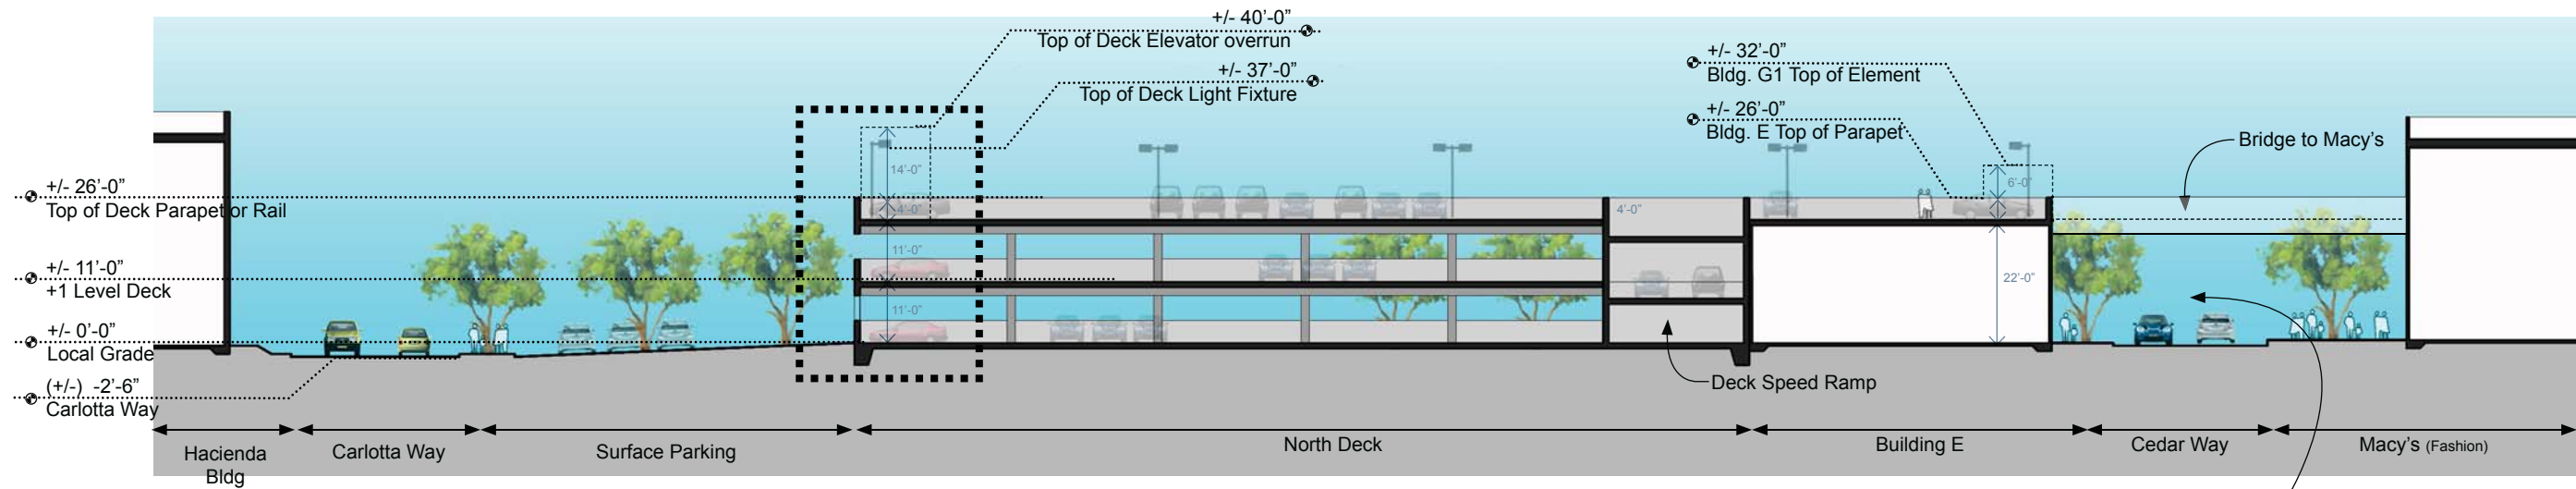 +/- 40’-0”
Top of Deck Elevator overrun
+/- 37’-0”
Top of Deck Light Fixture
+/- 32’-0”
Bldg. G1 Top of Element
+/- 26’-0”
Bldg. E Top of Parapet
Bridge to Macy’s
+/- 26’-0”
Top of Deck Parapet or Rail
+/- 11’-0”
+1 Level Deck
+/- 0’-0”
Local Grade
(+/-) -2’-6”
Carlotta Way
14’-0”
4’-0”
11’-0”
11’-0”
4’-0”
6’-0”
22’-0”
Deck Speed Ramp
Hacienda
Bldg
Carlotta Way
Surface Parking
North Deck
Building E
Cedar Way
Macy’s (Fashion)